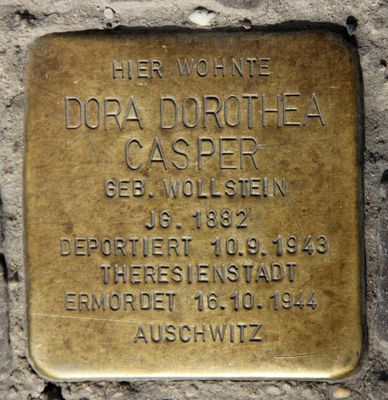 HIER WOHNTE
DORA DOROTHEA
CASPER
GEB. WOLLSTEIN
JG. 1882
DEPORTIERT 10.9.1943
THERESIENSTADT
ERMORDET 16.10.1944
AUSCHWITZ